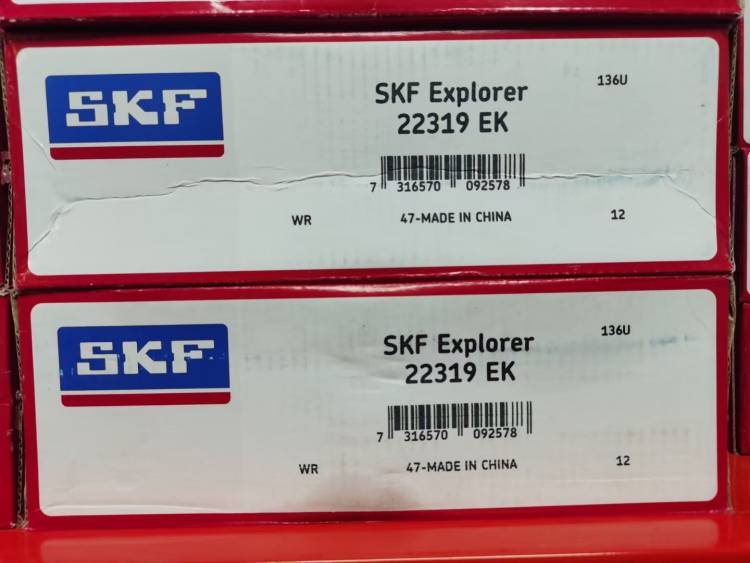 SKF
SKF Explorer
136U
22319 EK
7 316570 092578
WR
47-MADE IN CHINA
12
SKF
SKF Explorer
136U
22319 EK
7 316570 092578
WR
47-MADE IN CHINA
12